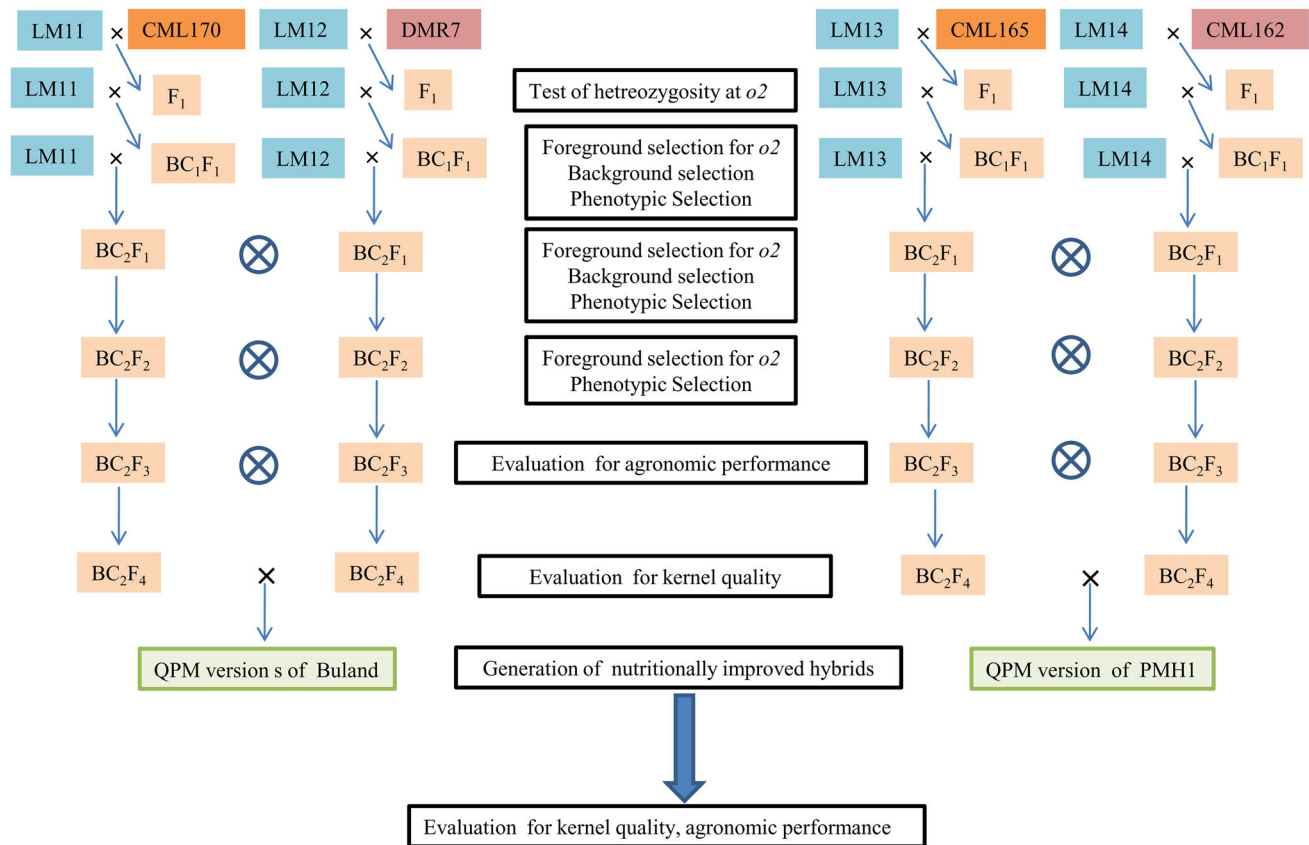 LM11 × CML170 LM12 × DMR7 LM13 × CML165 LM14 × CML162
LM11 × F₁ LM12 × F₁ Test of hetreozygosity at o2 LM13 × F₁ LM14 × F₁
LM11 × BC₁F₁ LM12 × BC₁F₁ LM13 × BC₁F₁ LM14 × BC₁F₁
Foreground selection for o2
Background selection
Phenotypic Selection
BC₂F₁ BC₂F₁ BC₂F₁ BC₂F₁
Foreground selection for o2
Background selection
Phenotypic Selection
BC₂F₂ BC₂F₂ BC₂F₂ BC₂F₂
Foreground selection for o2
Phenotypic Selection
BC₂F₃ BC₂F₃ Evaluation for agronomic performance BC₂F₃ BC₂F₃
BC₂F₄ × BC₂F₄ Evaluation for kernel quality BC₂F₄ × BC₂F₄
QPM version s of Buland Generation of nutritionally improved hybrids QPM version of PMH1
Evaluation for kernel quality, agronomic performance